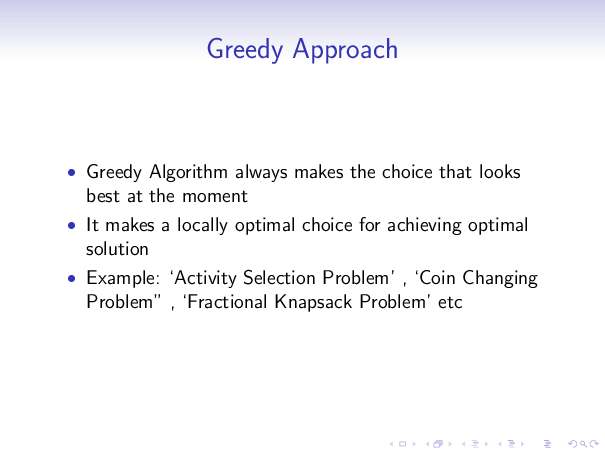 Greedy Approach
• Greedy Algorithm always makes the choice that looks
best at the moment
• It makes a locally optimal choice for achieving optimal
solution
• Example: ‘Activity Selection Problem’ , ‘Coin Changing
Problem” , ‘Fractional Knapsack Problem’ etc